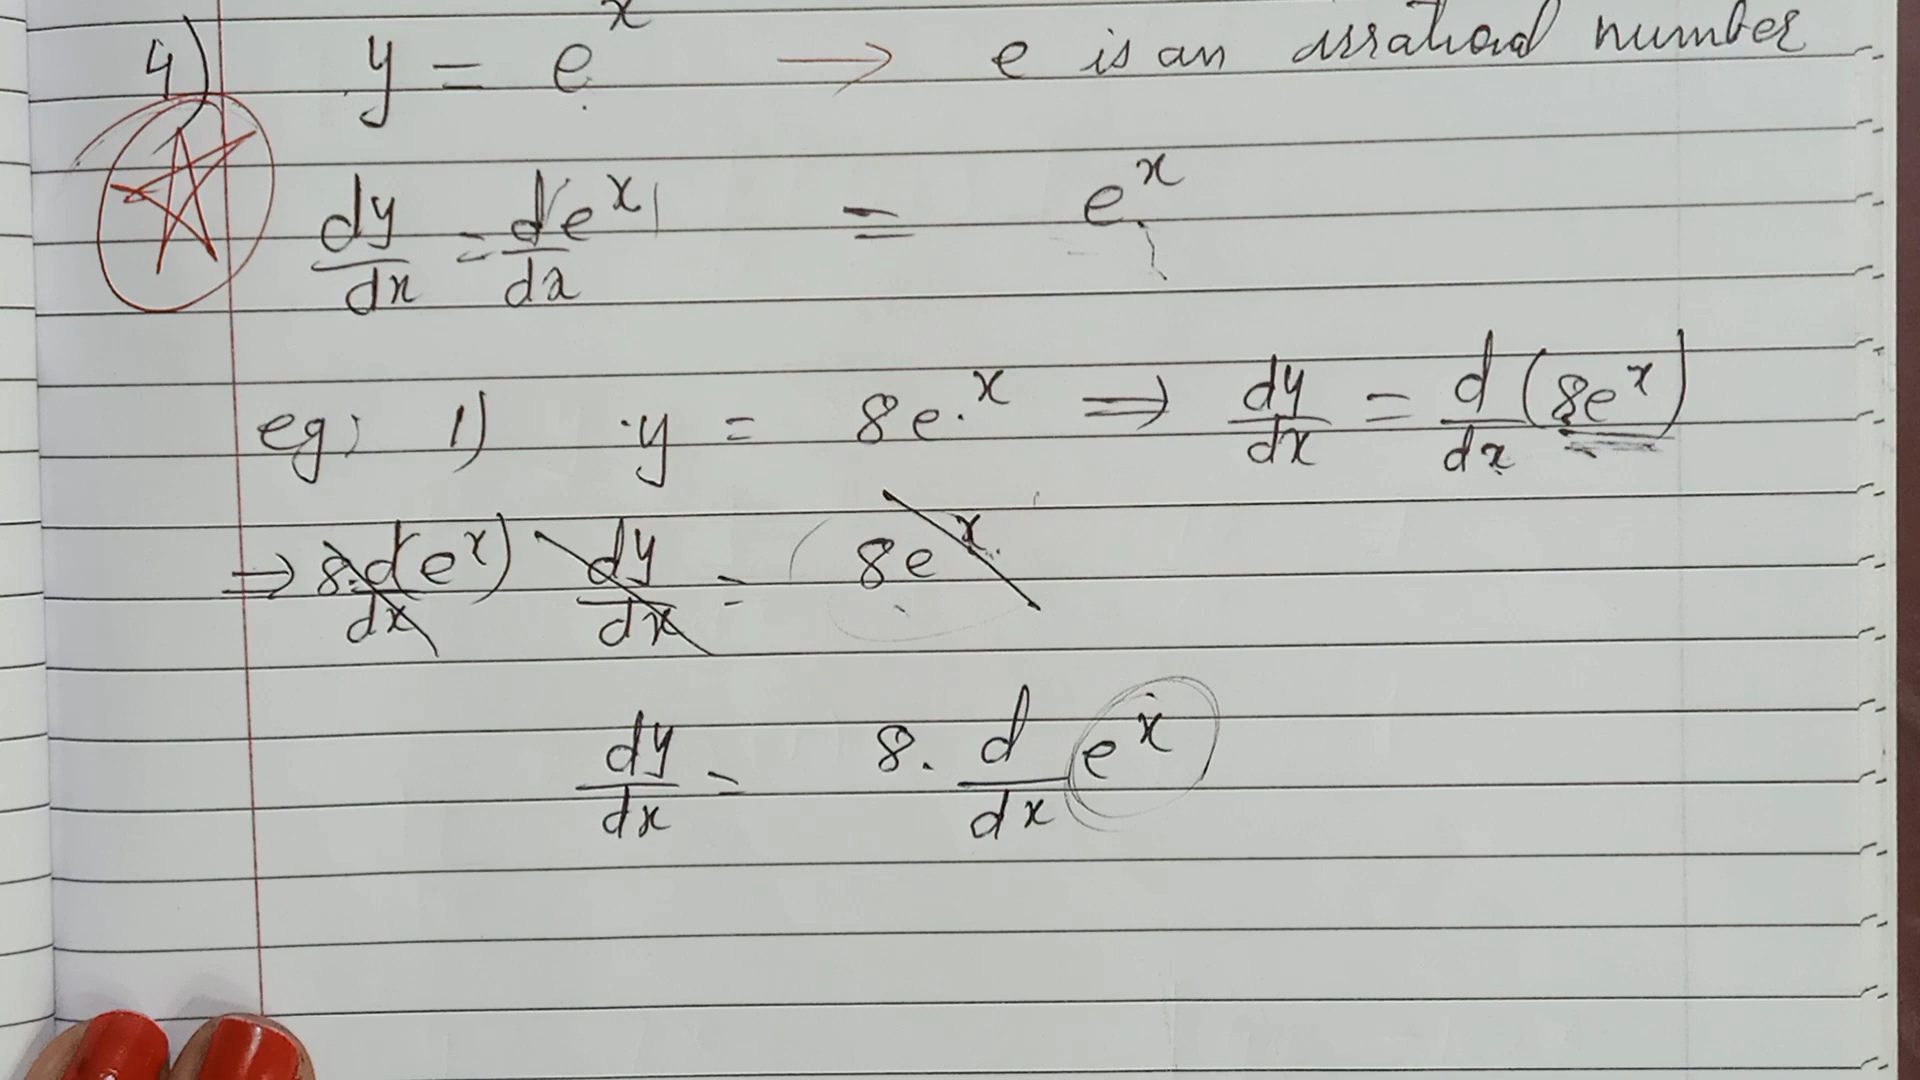 4) y = e^x → e is an irrational number
dy/dx = d e^x/dx = e^x
eg: 1) y = 8e^x ⇒ dy/dx = d/dx (8e^x)
⇒ 8.d(e^x)/dx dy/dx = 8e^x
dy/dx = 8. d/dx e^x